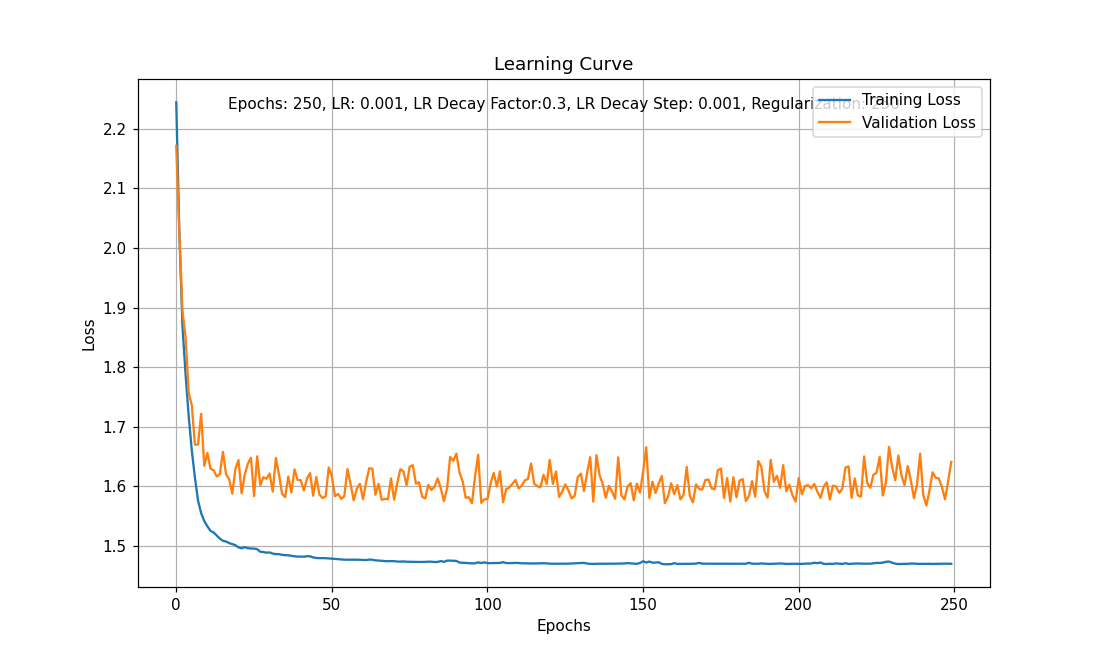 Learning Curve
Epochs: 250, LR: 0.001, LR Decay Factor:0.3, LR Decay Step: 0.001, Regularization: 250
Training Loss
Validation Loss
2.2
2.1
2.0
1.9
1.8
1.7
1.6
1.5
Loss
0 50 100 150 200 250
Epochs